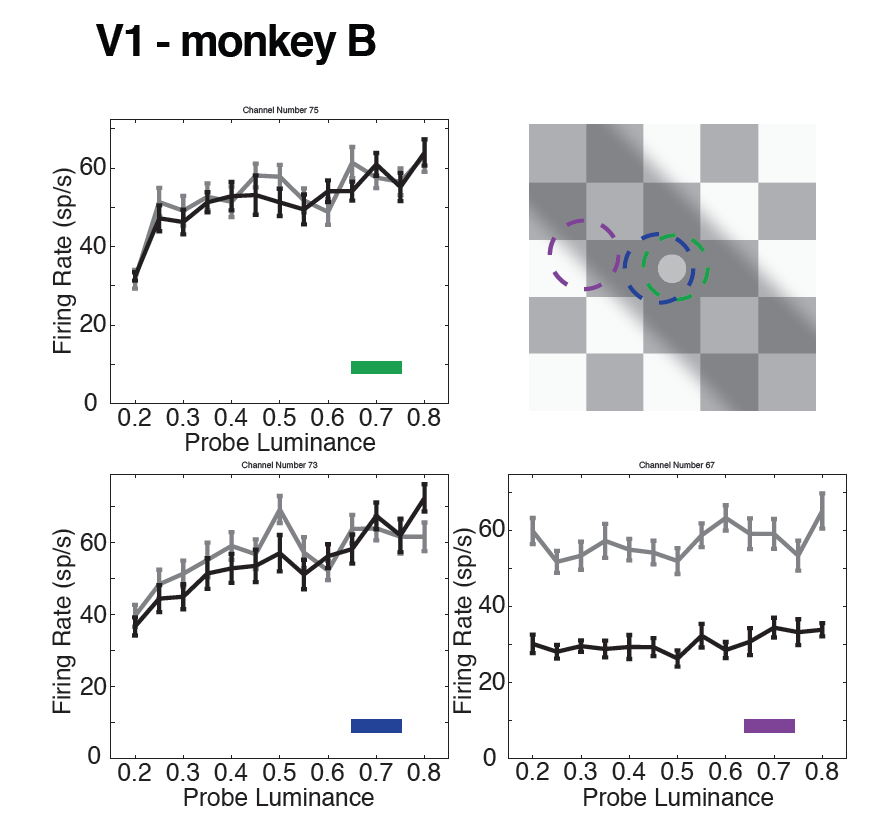 V1 - monkey B
Channel Number 75
Firing Rate (sp/s)
60
40
20
0
0.2 0.3 0.4 0.5 0.6 0.7 0.8
Probe Luminance
Channel Number 73
Firing Rate (sp/s)
60
40
20
0
0.2 0.3 0.4 0.5 0.6 0.7 0.8
Probe Luminance
Channel Number 67
Firing Rate (sp/s)
60
40
20
0
0.2 0.3 0.4 0.5 0.6 0.7 0.8
Probe Luminance